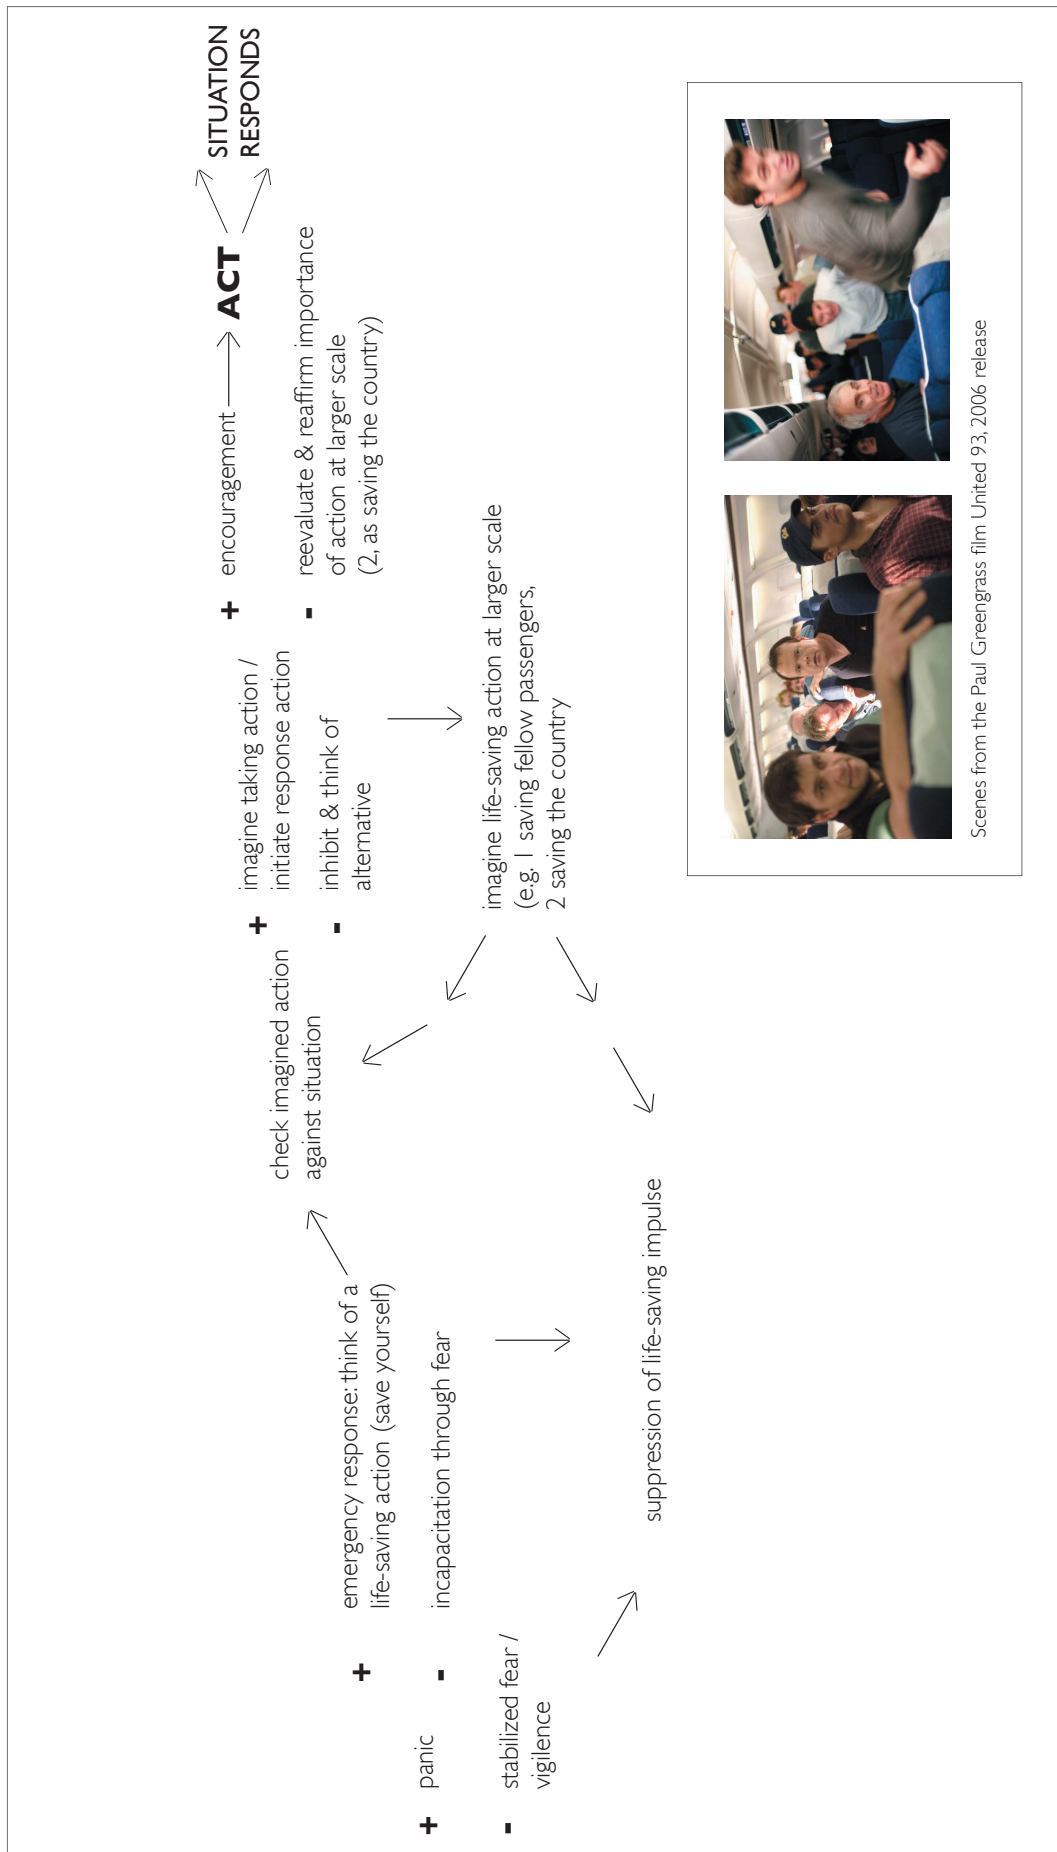 + panic
- stabilized fear /
vigilence
+ emergency response: think of a
life-saving action (save yourself)
- incapacitation through fear
suppression of life-saving impulse
check imagined action
against situation
+ imagine taking action /
initiate response action
- inhibit & think of
alternative
imagine life-saving action at larger scale
(e.g. 1 saving fellow passengers,
2 saving the country
+ encouragement
- reevaluate & reaffirm importance
of action at larger scale
(2, as saving the country)
ACT
SITUATION
RESPONDS
Scenes from the Paul Greengrass film United 93, 2006 release